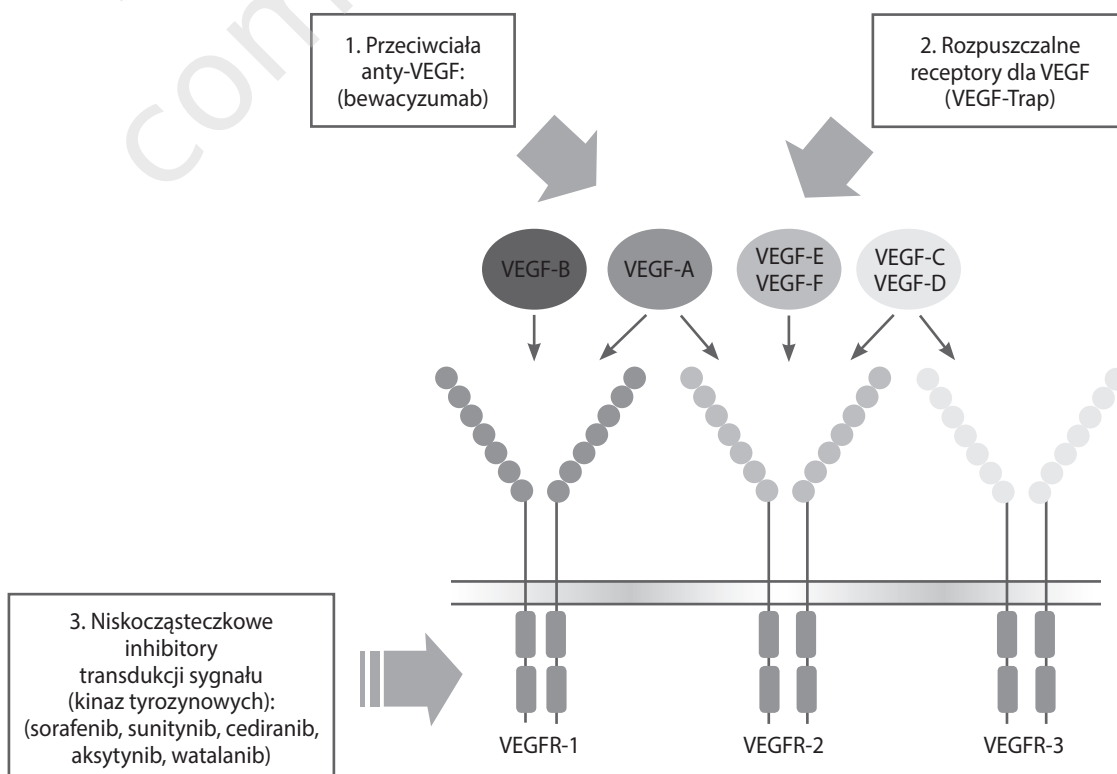 1. Przeciwciała
anty-VEGF:
(bewacyzumab)
2. Rozpuszczalne
receptory dla VEGF
(VEGF-Trap)
VEGF-B
VEGF-A
VEGF-E
VEGF-F
VEGF-C
VEGF-D
3. Niskocząsteczkowe
inhibitory
transdukcji sygnału
(kinaz tyrozynowych):
(sorafenib, sunitynib, cediranib,
aksytynib, watalanib)
VEGFR-1
VEGFR-2
VEGFR-3
com